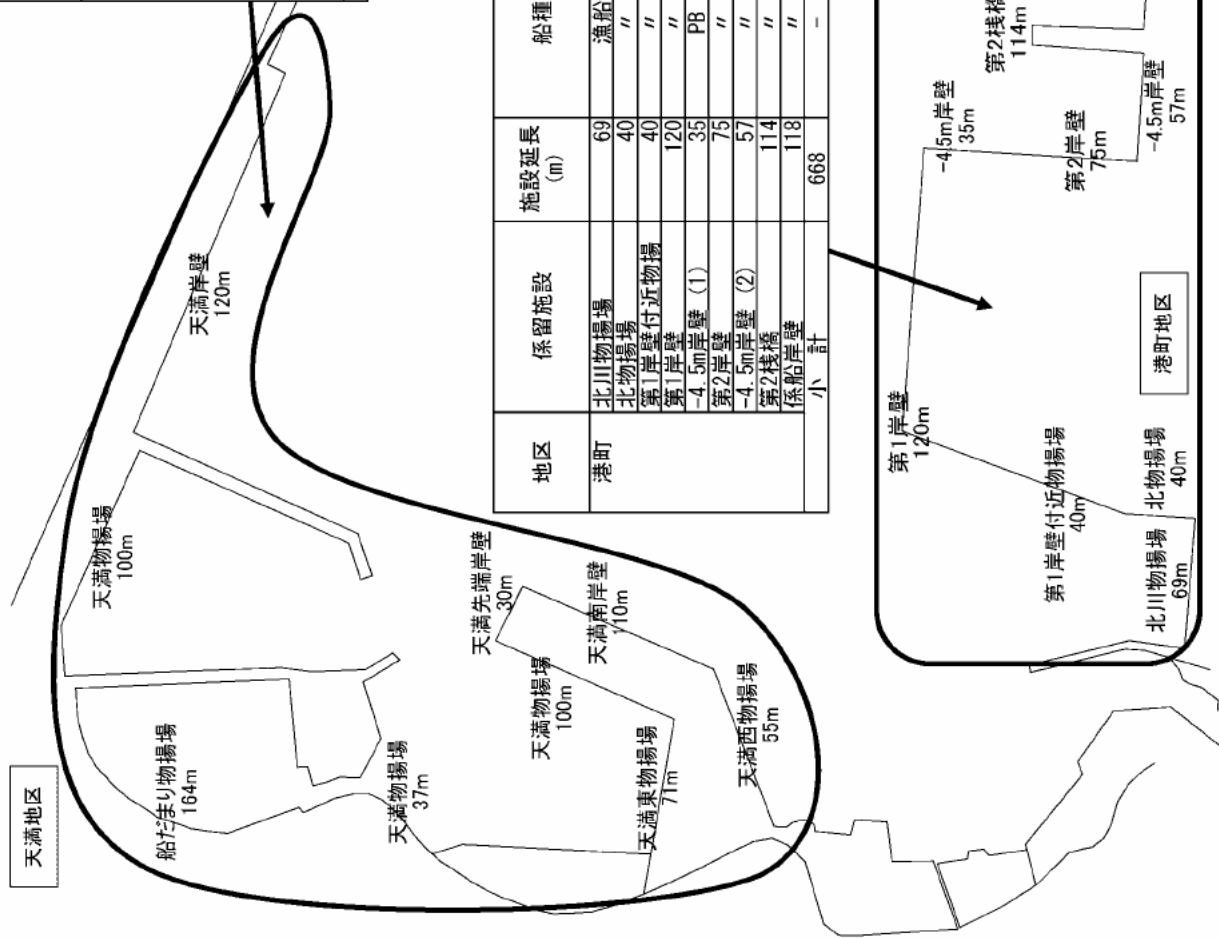 天満地区
船だまり物揚場
164m
天満物揚場
100m
天満岸壁
120m
天満物揚場
37m
天満先端岸壁
30m
天満物揚場
100m
天満南岸壁
110m
天満東物揚場
71m
天満西物揚場
55m
地区 係留施設 施設延長(m) 船種
港町 北川物揚場 69 漁船
北物揚場 40 〃
第1岸壁付近物揚 40 〃
第1岸壁 120 〃
-4.5m岸壁 (1) 35 PB
第2岸壁 75 〃
-4.5m岸壁 (2) 57 〃
第2桟橋 114 〃
係船岸壁 118 〃
小計 668 -
第1岸壁
120m
-4.5m岸壁
35m
第2桟橋
114m
第2岸壁
75m
-4.5m岸壁
57m
第1岸壁付近物揚場
40m
北川物揚場
69m
北物揚場
40m
港町地区